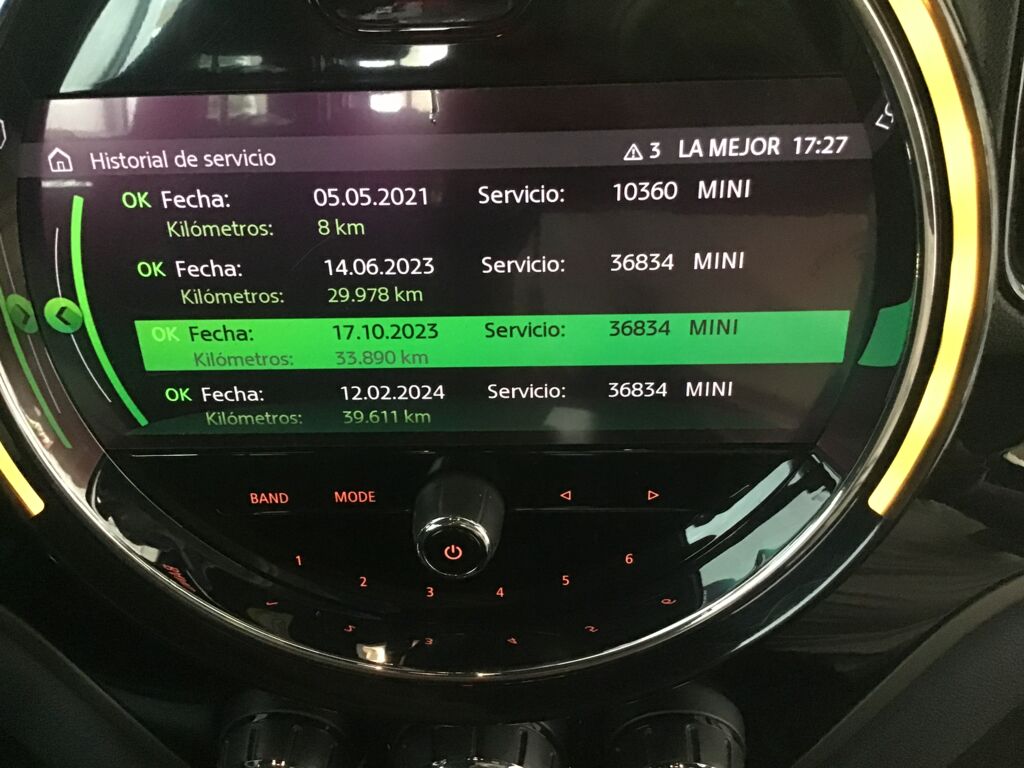 Historial de servicio 3 LA MEJOR 17:27
OK Fecha: 05.05.2021 Servicio: 10360 MINI
Kilómetros: 8 km
OK Fecha: 14.06.2023 Servicio: 36834 MINI
Kilómetros: 29.978 km
OK Fecha: 17.10.2023 Servicio: 36834 MINI
Kilómetros: 33.890 km
OK Fecha: 12.02.2024 Servicio: 36834 MINI
Kilómetros: 39.611 km
BAND MODE
1 2 3 4 5 6